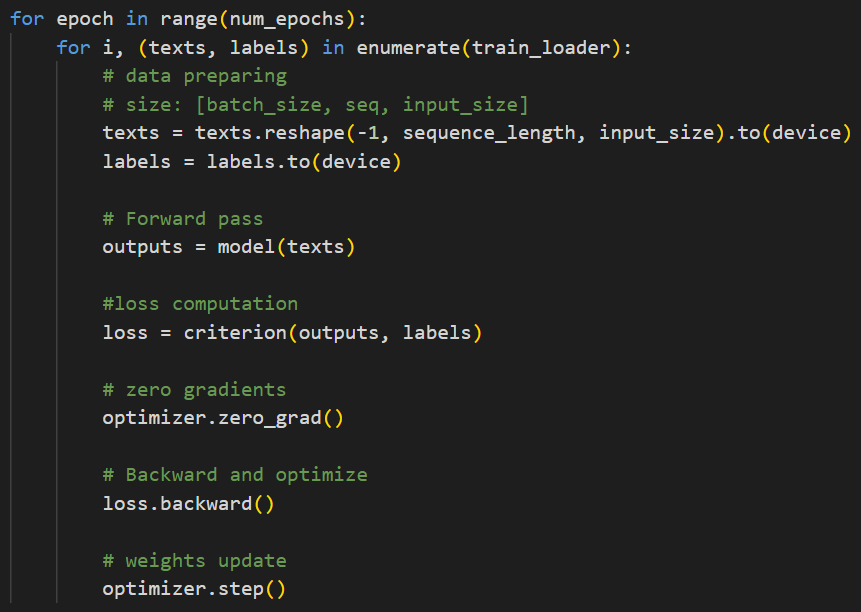 for epoch in range(num_epochs):
    for i, (texts, labels) in enumerate(train_loader):
        # data preparing
        # size: [batch_size, seq, input_size]
        texts = texts.reshape(-1, sequence_length, input_size).to(device)
        labels = labels.to(device)

        # Forward pass
        outputs = model(texts)

        #loss computation
        loss = criterion(outputs, labels)

        # zero gradients
        optimizer.zero_grad()

        # Backward and optimize
        loss.backward()

        # weights update
        optimizer.step()